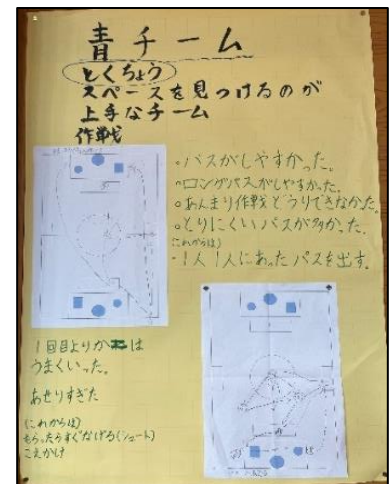 青チーム
とくちょう
スペースを見つけるのが
上手なチーム
作戦
○パスがしやすかった。
○ロングパスがしやすかった。
○あんまり作戦どうりできなかった。
○とりにくいパスが多かった。
(これからは)
・1人1人にあったパスを出す。
1回目よりか は
うまくいった。
あせりすぎた
(これからは)
もらったらすぐなげる(シュート)
こえかけ